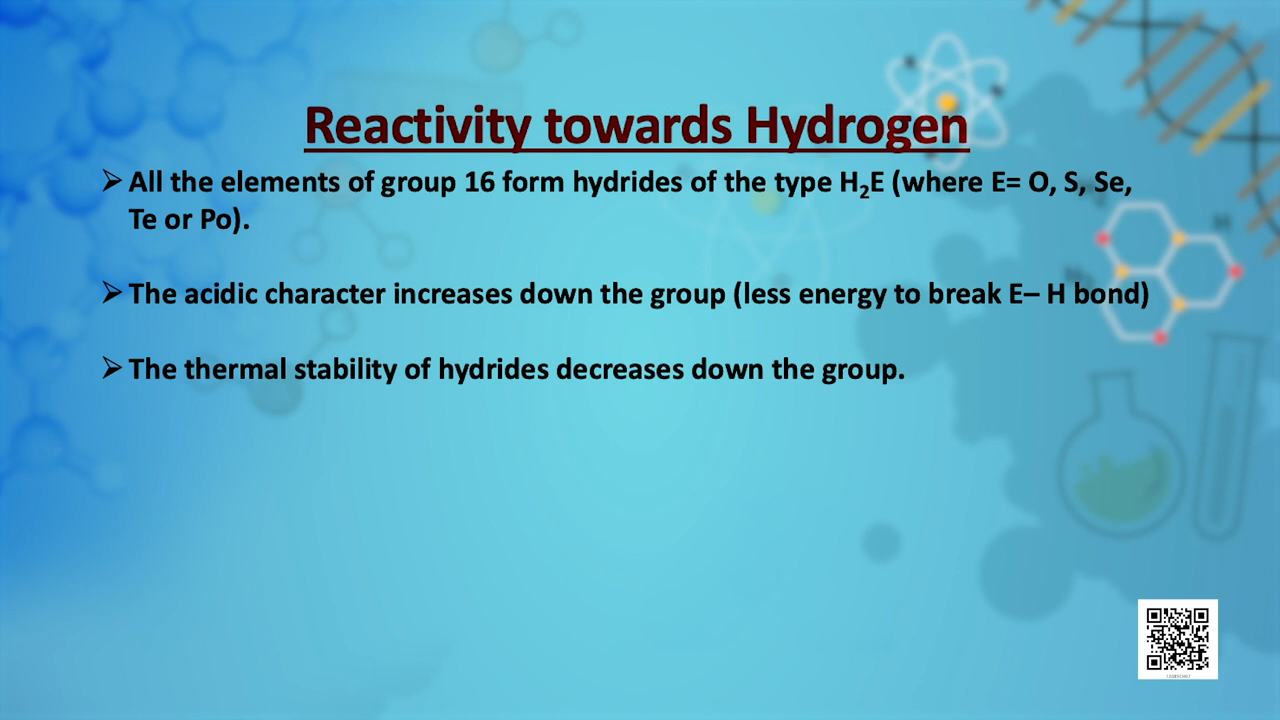 Reactivity towards Hydrogen
➢ All the elements of group 16 form hydrides of the type H₂E (where E= O, S, Se,
Te or Po).
➢ The acidic character increases down the group (less energy to break E– H bond)
➢ The thermal stability of hydrides decreases down the group.
H